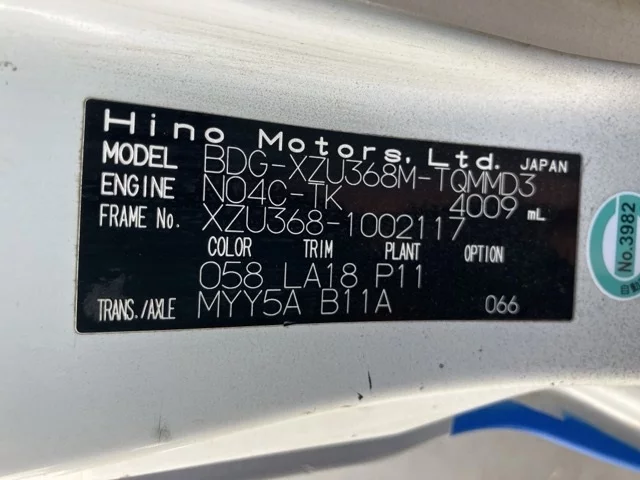 Hino Motors, Ltd. JAPAN
MODEL BDG-XZU368M-TQMMD3
ENGINE N04C-TK 4009 mL
FRAME No. XZU368-1002117
COLOR TRIM PLANT OPTION
058 LA18 P11
TRANS./AXLE MYY5A B11A 066
No.3982